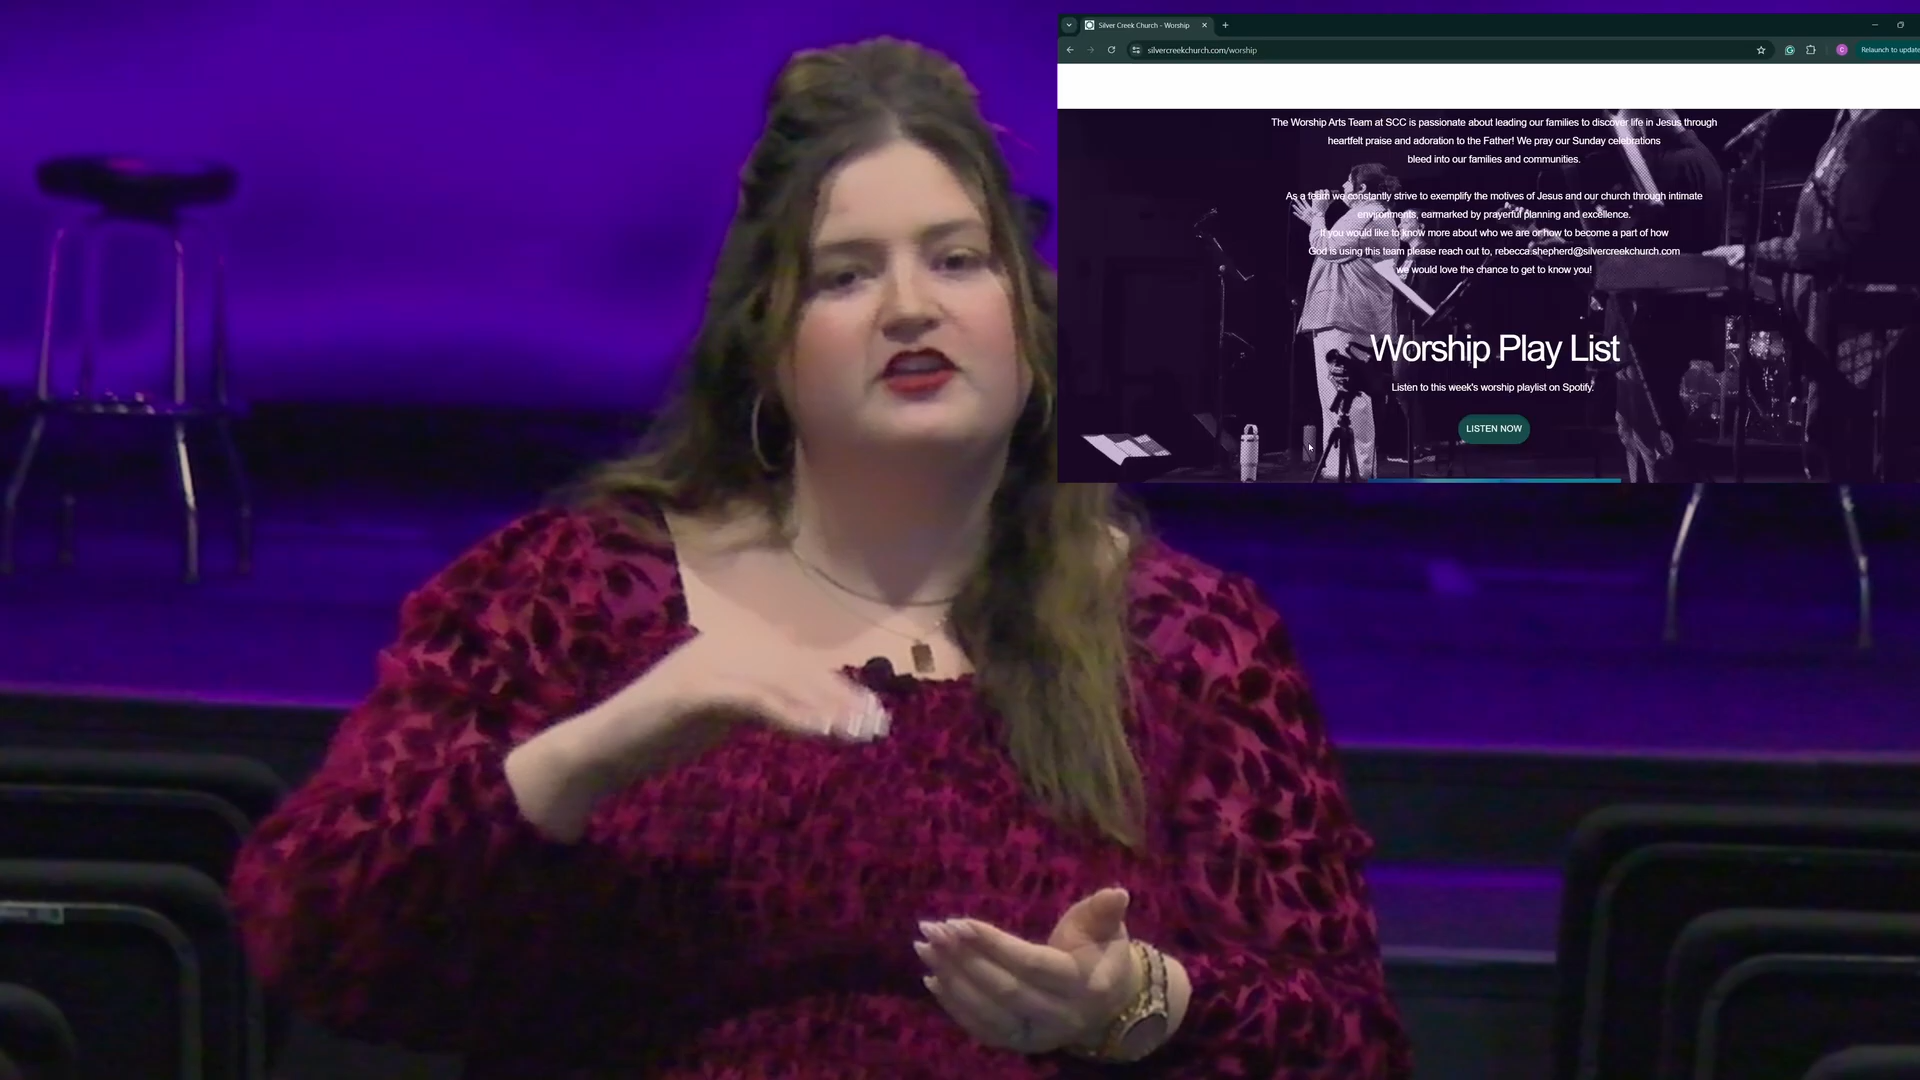 Silver Creek Church - Worship
silvercreekchurch.com/worship
C
Relaunch to update
The Worship Arts Team at SCC is passionate about leading our families to discover life in Jesus through
heartfelt praise and adoration to the Father! We pray our Sunday celebrations
bleed into our families and communities.
As a team we constantly strive to exemplify the motives of Jesus and our church through intimate
environments, earmarked by prayerful planning and excellence.
If you would like to know more about who we are or how to become a part of how
God is using this team please reach out to, rebecca.shepherd@silvercreekchurch.com
we would love the chance to get to know you!
Worship Play List
Listen to this week's worship playlist on Spotify.
LISTEN NOW